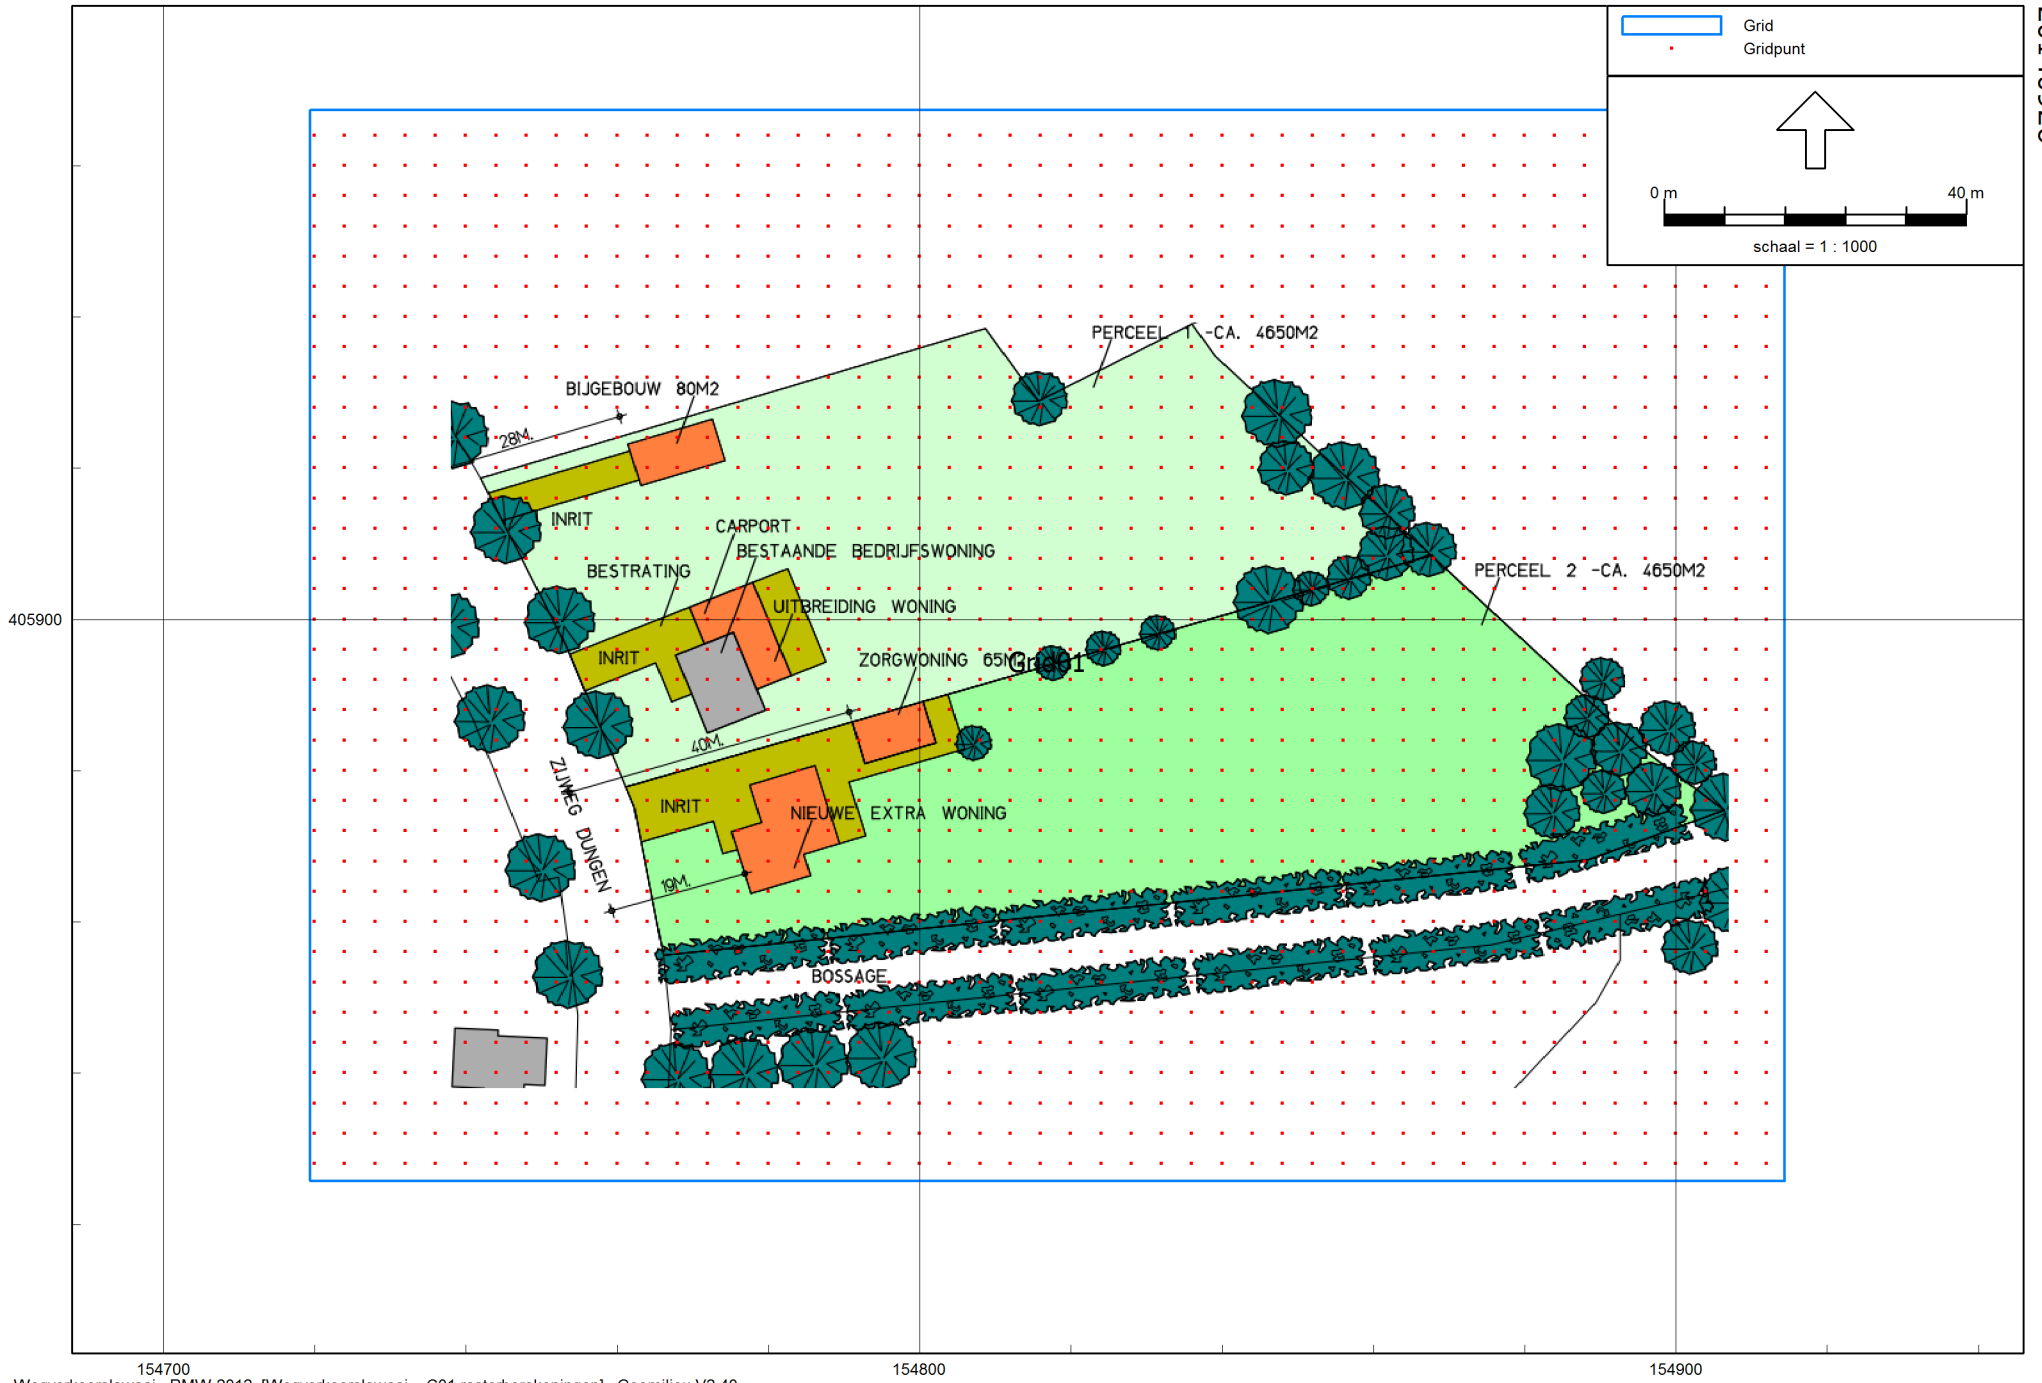 Grid
Gridpunt
0 m 40 m
schaal = 1 : 1000
PERCEEL 1 -CA. 4650M2
BIJGEBOUW 80M2
28M.
INRIT
CARPORT
BESTAANDE BEDRIJFSWONING
BESTRATING
PERCEEL 2 -CA. 4650M2
UITBREIDING WONING
405900
INRIT
ZORGWONING 65M2
Grid01
40M.
ZIJWEG DUNGEN
INRIT
NIEUWE EXTRA WONING
19M.
BOSSAGE
154700 154800 154900